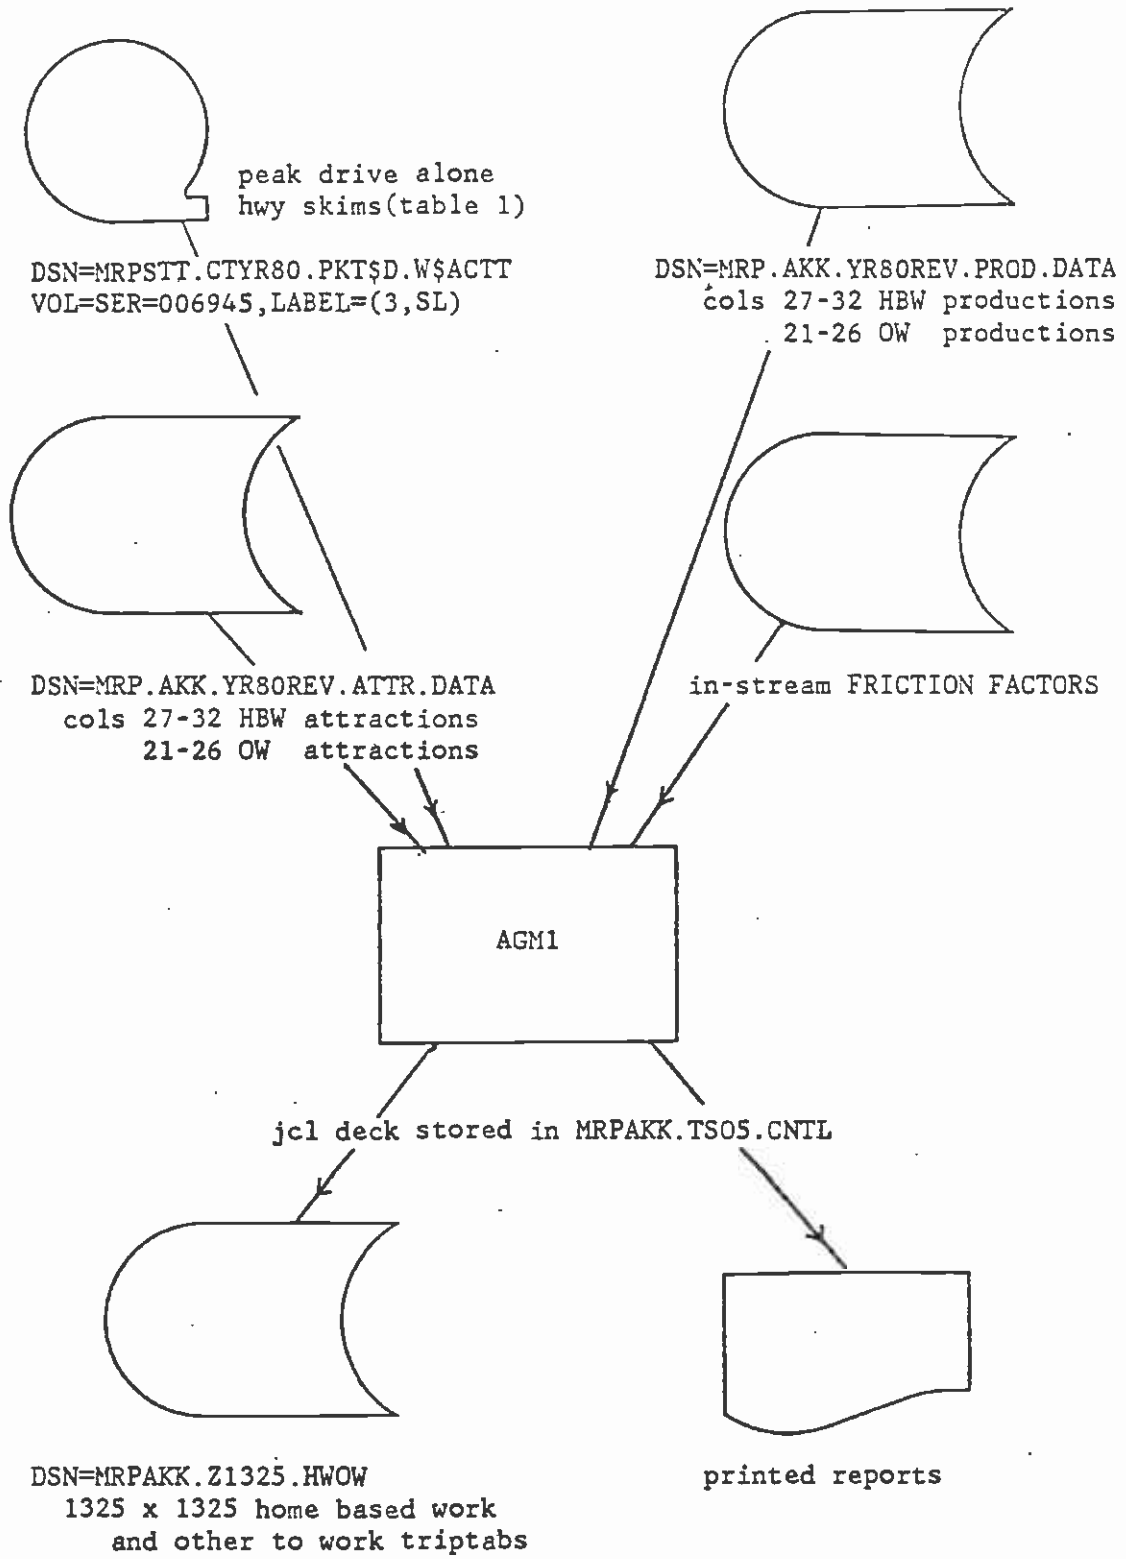 peak drive alone
hwy skims(table 1)
DSN=MRPSTT.CTYR80.PKT$D.W$ACTT
VOL=SER=006945,LABEL=(3,SL)
DSN=MRP.AKK.YR80REV.PROD.DATA
cols 27-32 HBW productions
21-26 OW productions
DSN=MRP.AKK.YR80REV.ATTR.DATA
cols 27-32 HBW attractions
21-26 OW attractions
in-stream FRICTION FACTORS
AGM1
jcl deck stored in MRPAKK.TSO5.CNTL
DSN=MRPAKK.Z1325.HWOW
1325 x 1325 home based work
and other to work triptabs
printed reports